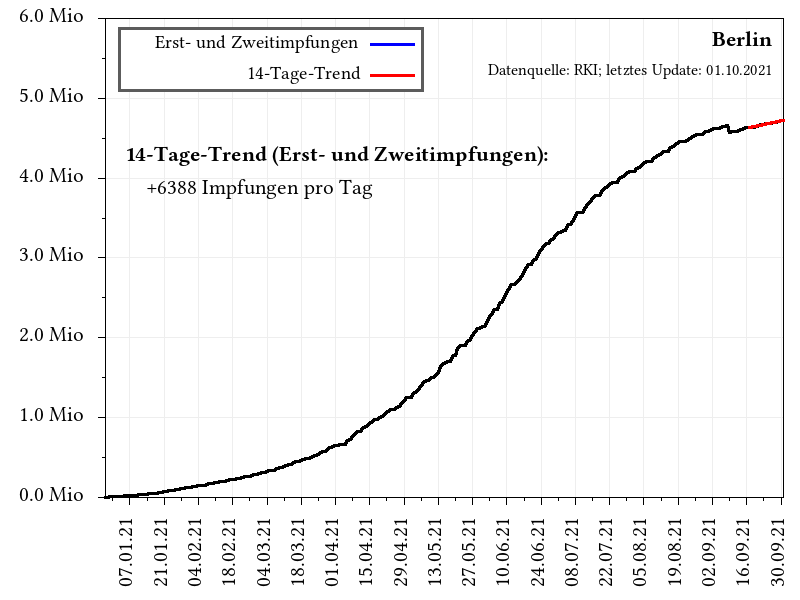 6.0 Mio
5.0 Mio
4.0 Mio
3.0 Mio
2.0 Mio
1.0 Mio
0.0 Mio
Erst- und Zweitimpfungen
14-Tage-Trend
Berlin
Datenquelle: RKI; letztes Update: 01.10.2021
14-Tage-Trend (Erst- und Zweitimpfungen):
+6388 Impfungen pro Tag
07.01.21
21.01.21
04.02.21
18.02.21
04.03.21
18.03.21
01.04.21
15.04.21
29.04.21
13.05.21
27.05.21
10.06.21
24.06.21
08.07.21
22.07.21
05.08.21
19.08.21
02.09.21
16.09.21
30.09.21